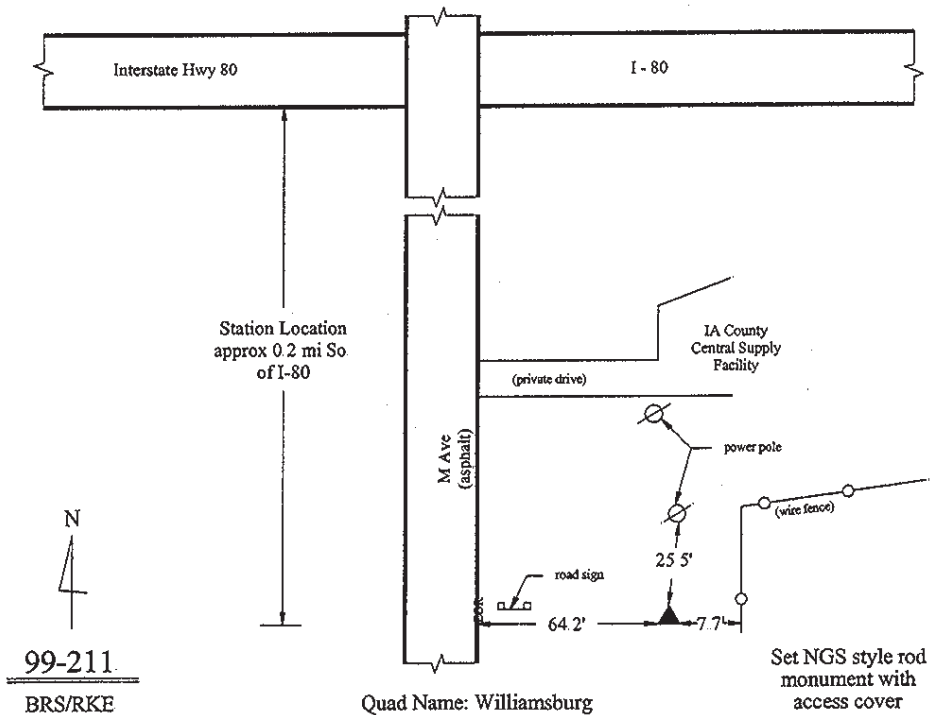 Interstate Hwy 80
I - 80
Station Location
approx 0.2 mi So
of I-80
IA County
Central Supply
Facility
(private drive)
M Ave
(asphalt)
power pole
(wire fence)
N
25.5'
road sign
EOR
64.2'
7.7'
99-211
BRS/RKE
Quad Name: Williamsburg
Set NGS style rod
monument with
access cover